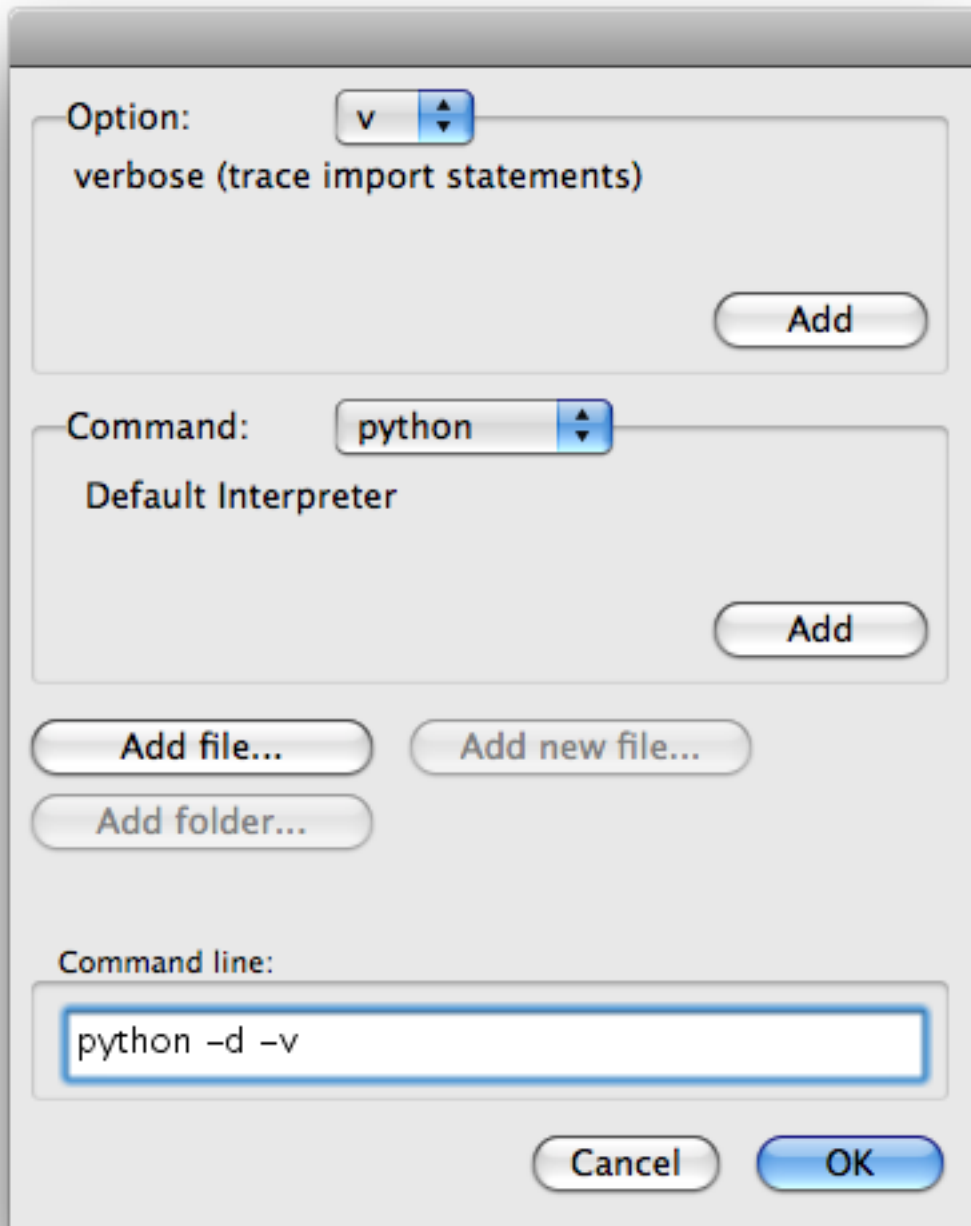 Option: v
verbose (trace import statements)
Add
Command: python
Default Interpreter
Add
Add file... Add new file...
Add folder...
Command line:
python –d –v
Cancel OK